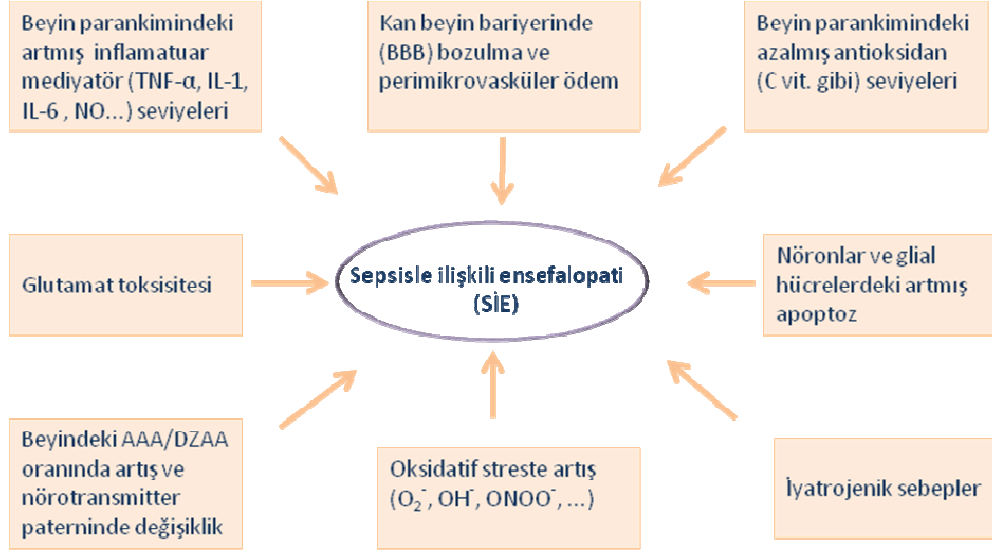 Beyin parankimindeki
artmış inflamatuar
mediyatör (TNF-α, IL-1,
IL-6 , NO...) seviyeleri
Kan beyin bariyerinde
(BBB) bozulma ve
perimikrovasküler ödem
Beyin parankimindeki
azalmış antioksidan
(C vit. gibi) seviyeleri
Glutamat toksisitesi
Sepsisle ilişkili ensefalopati
(SİE)
Nöronlar ve glial
hücrelerdeki artmış
apoptoz
Beyindeki AAA/DZAA
oranında artış ve
nörotransmitter
paterninde değişiklik
Oksidatif streste artış
(O₂⁻, OH⁻, ONOO⁻, ...)
İyatrojenik sebepler